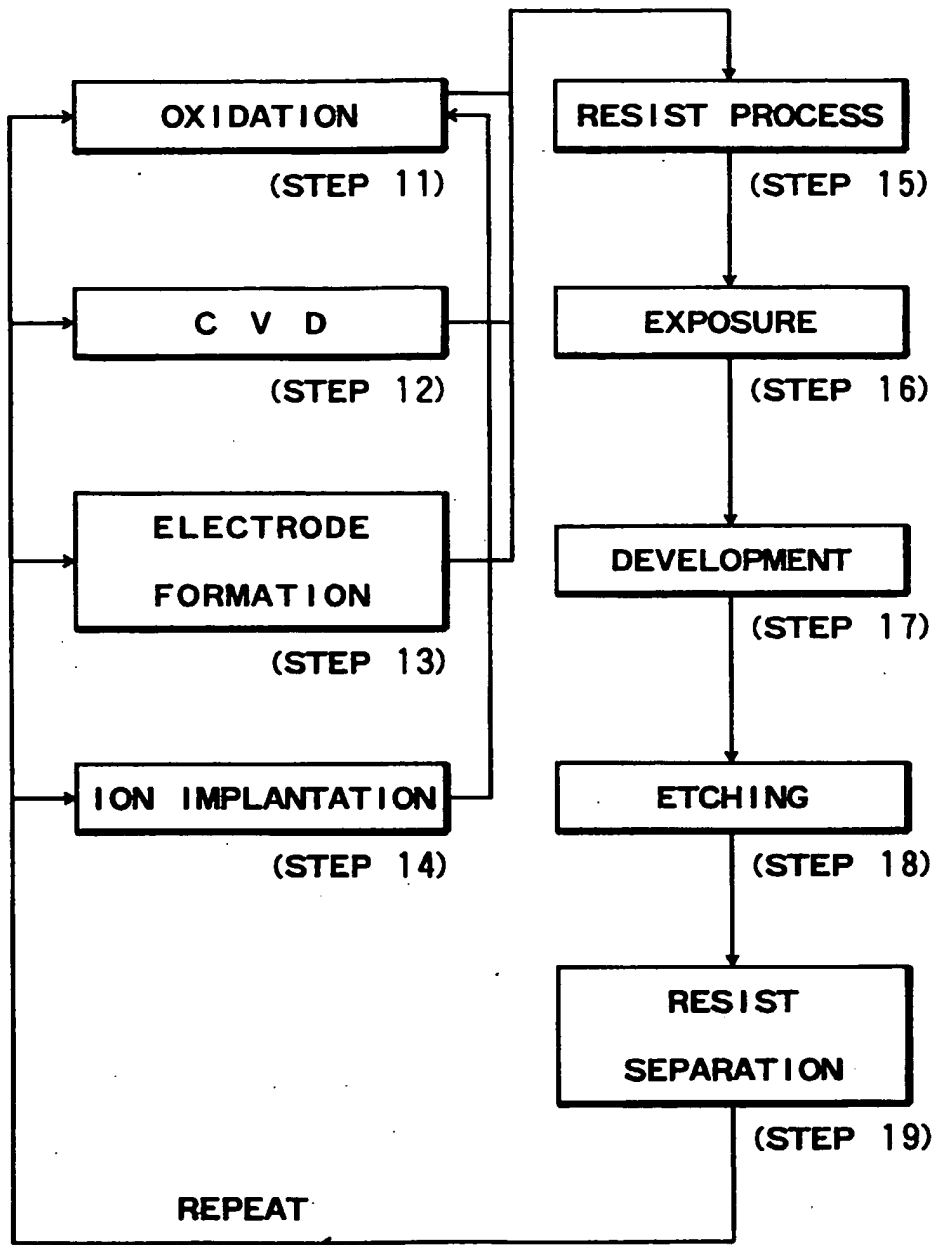 OXIDATION
(STEP 11)
CVD
(STEP 12)
ELECTRODE
FORMATION
(STEP 13)
ION IMPLANTATION
(STEP 14)
RESIST PROCESS
(STEP 15)
EXPOSURE
(STEP 16)
DEVELOPMENT
(STEP 17)
ETCHING
(STEP 18)
RESIST
SEPARATION
(STEP 19)
REPEAT